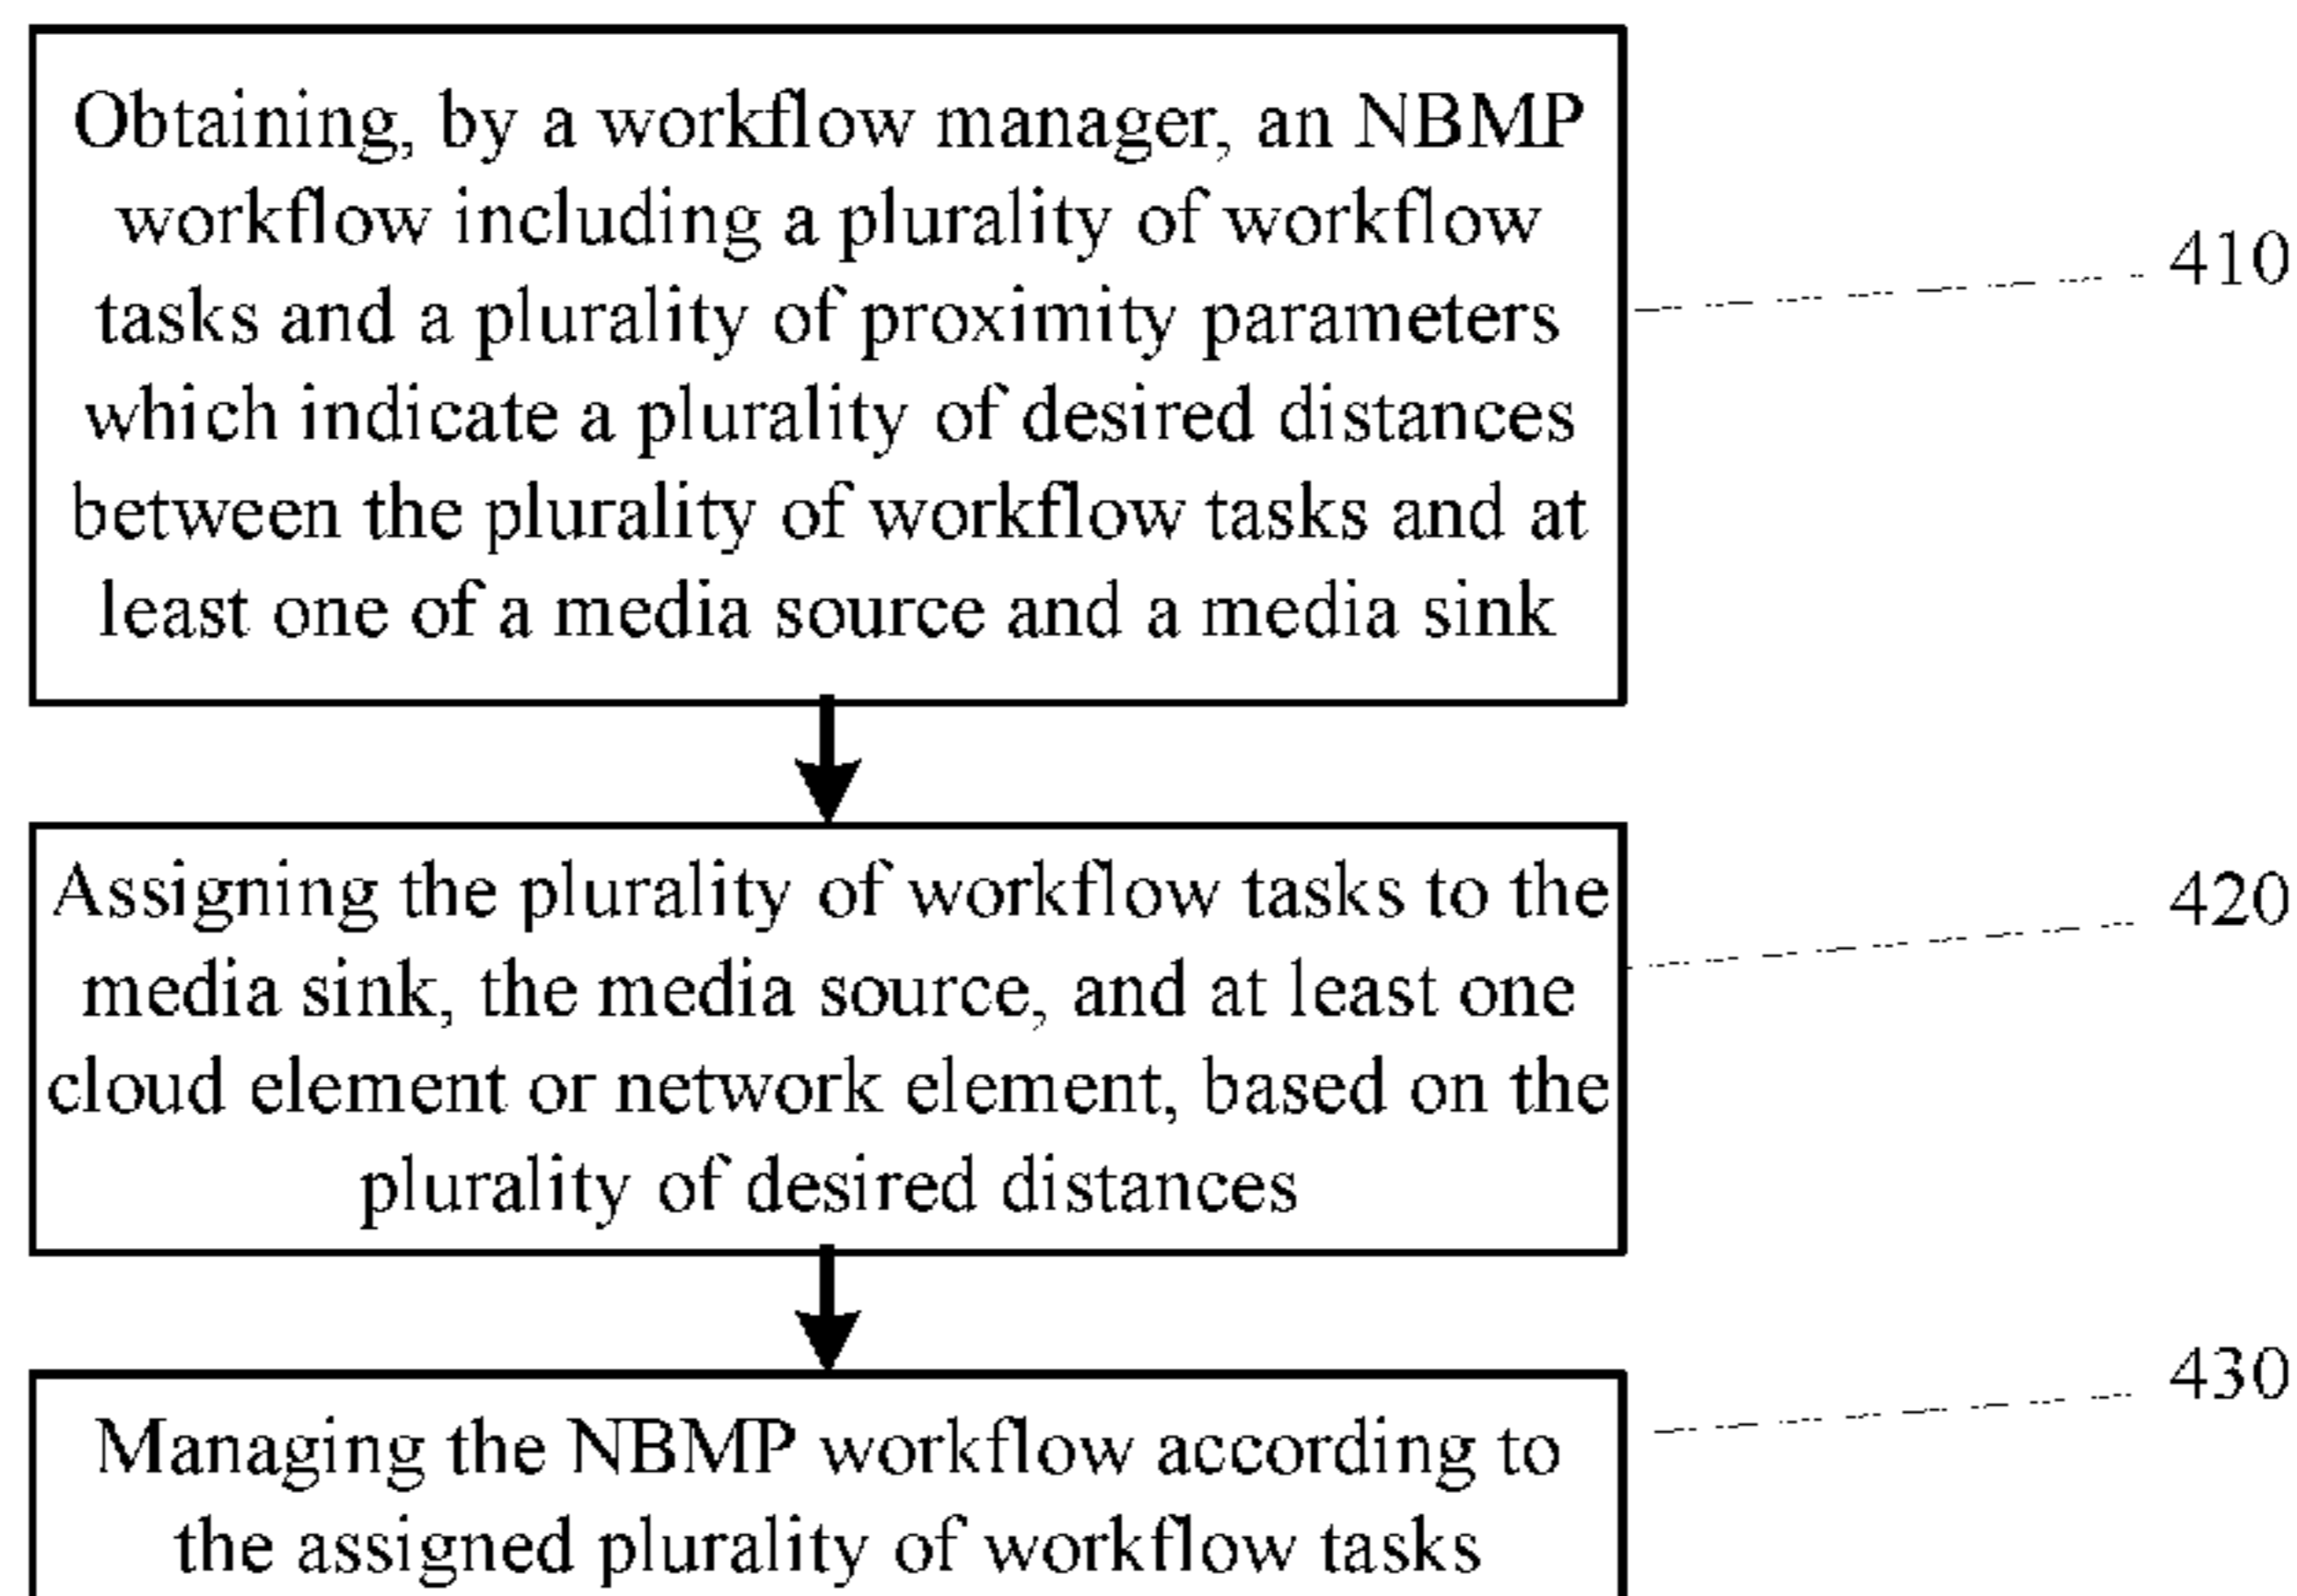 Obtaining, by a workflow manager, an NBMP
workflow including a plurality of workflow
tasks and a plurality of proximity parameters
which indicate a plurality of desired distances
between the plurality of workflow tasks and at
least one of a media source and a media sink
410
Assigning the plurality of workflow tasks to the
media sink, the media source, and at least one
cloud element or network element, based on the
plurality of desired distances
420
Managing the NBMP workflow according to
the assigned plurality of workflow tasks
430